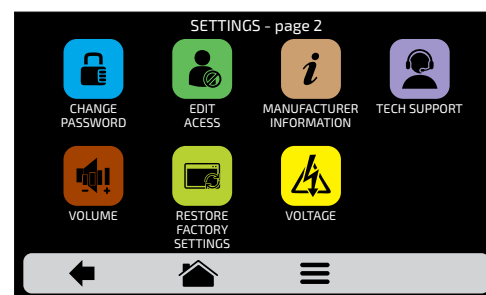 SETTINGS - page 2
CHANGE
PASSWORD
EDIT
ACESS
MANUFACTURER
INFORMATION
TECH SUPPORT
VOLUME
RESTORE
FACTORY
SETTINGS
VOLTAGE